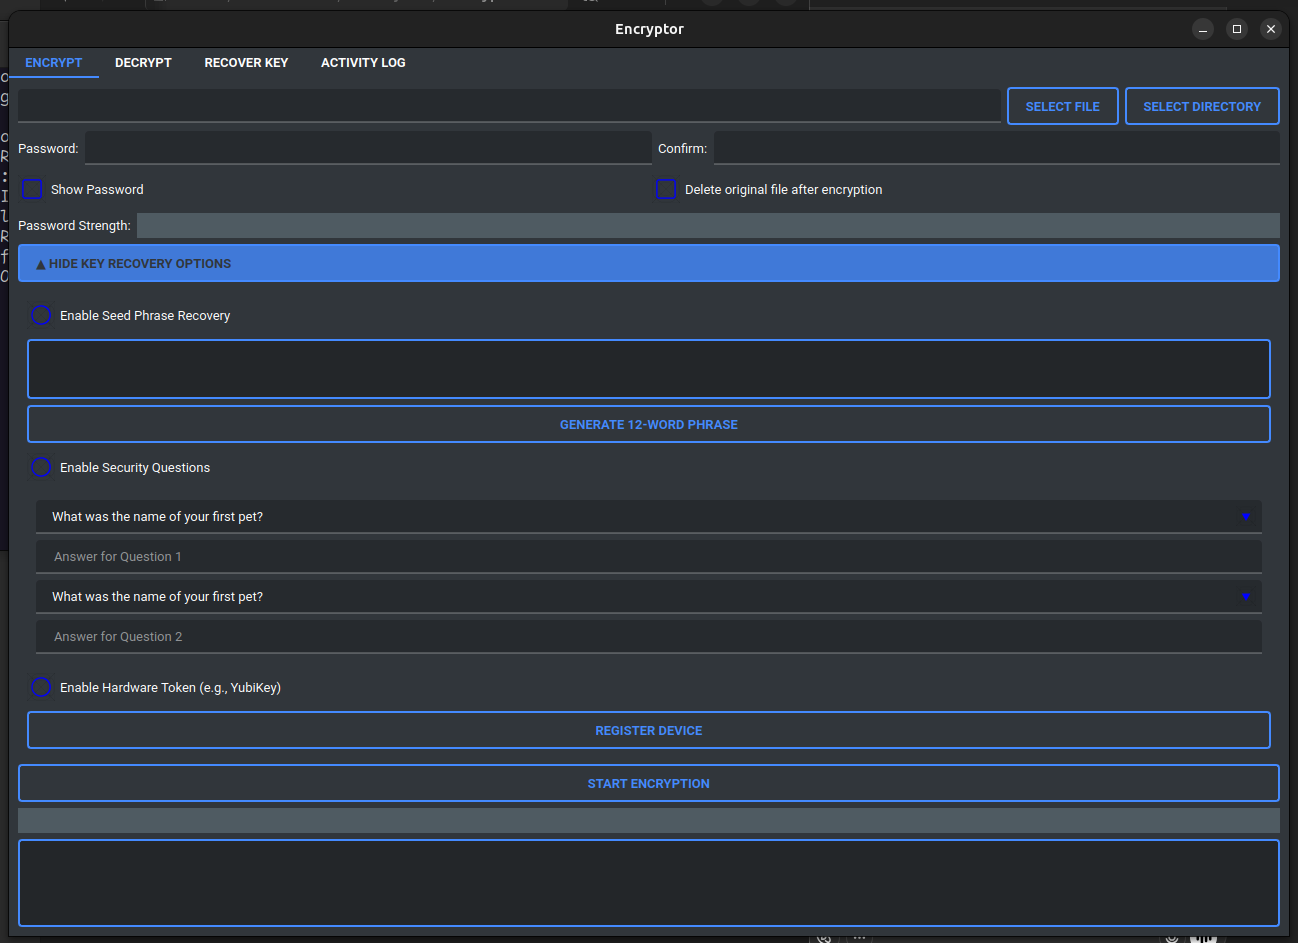 Encryptor
ENCRYPT DECRYPT RECOVER KEY ACTIVITY LOG
SELECT FILE SELECT DIRECTORY
Password: Confirm:
Show Password Delete original file after encryption
Password Strength:
▲ HIDE KEY RECOVERY OPTIONS
Enable Seed Phrase Recovery
GENERATE 12-WORD PHRASE
Enable Security Questions
What was the name of your first pet?
Answer for Question 1
What was the name of your first pet?
Answer for Question 2
Enable Hardware Token (e.g., YubiKey)
REGISTER DEVICE
START ENCRYPTION